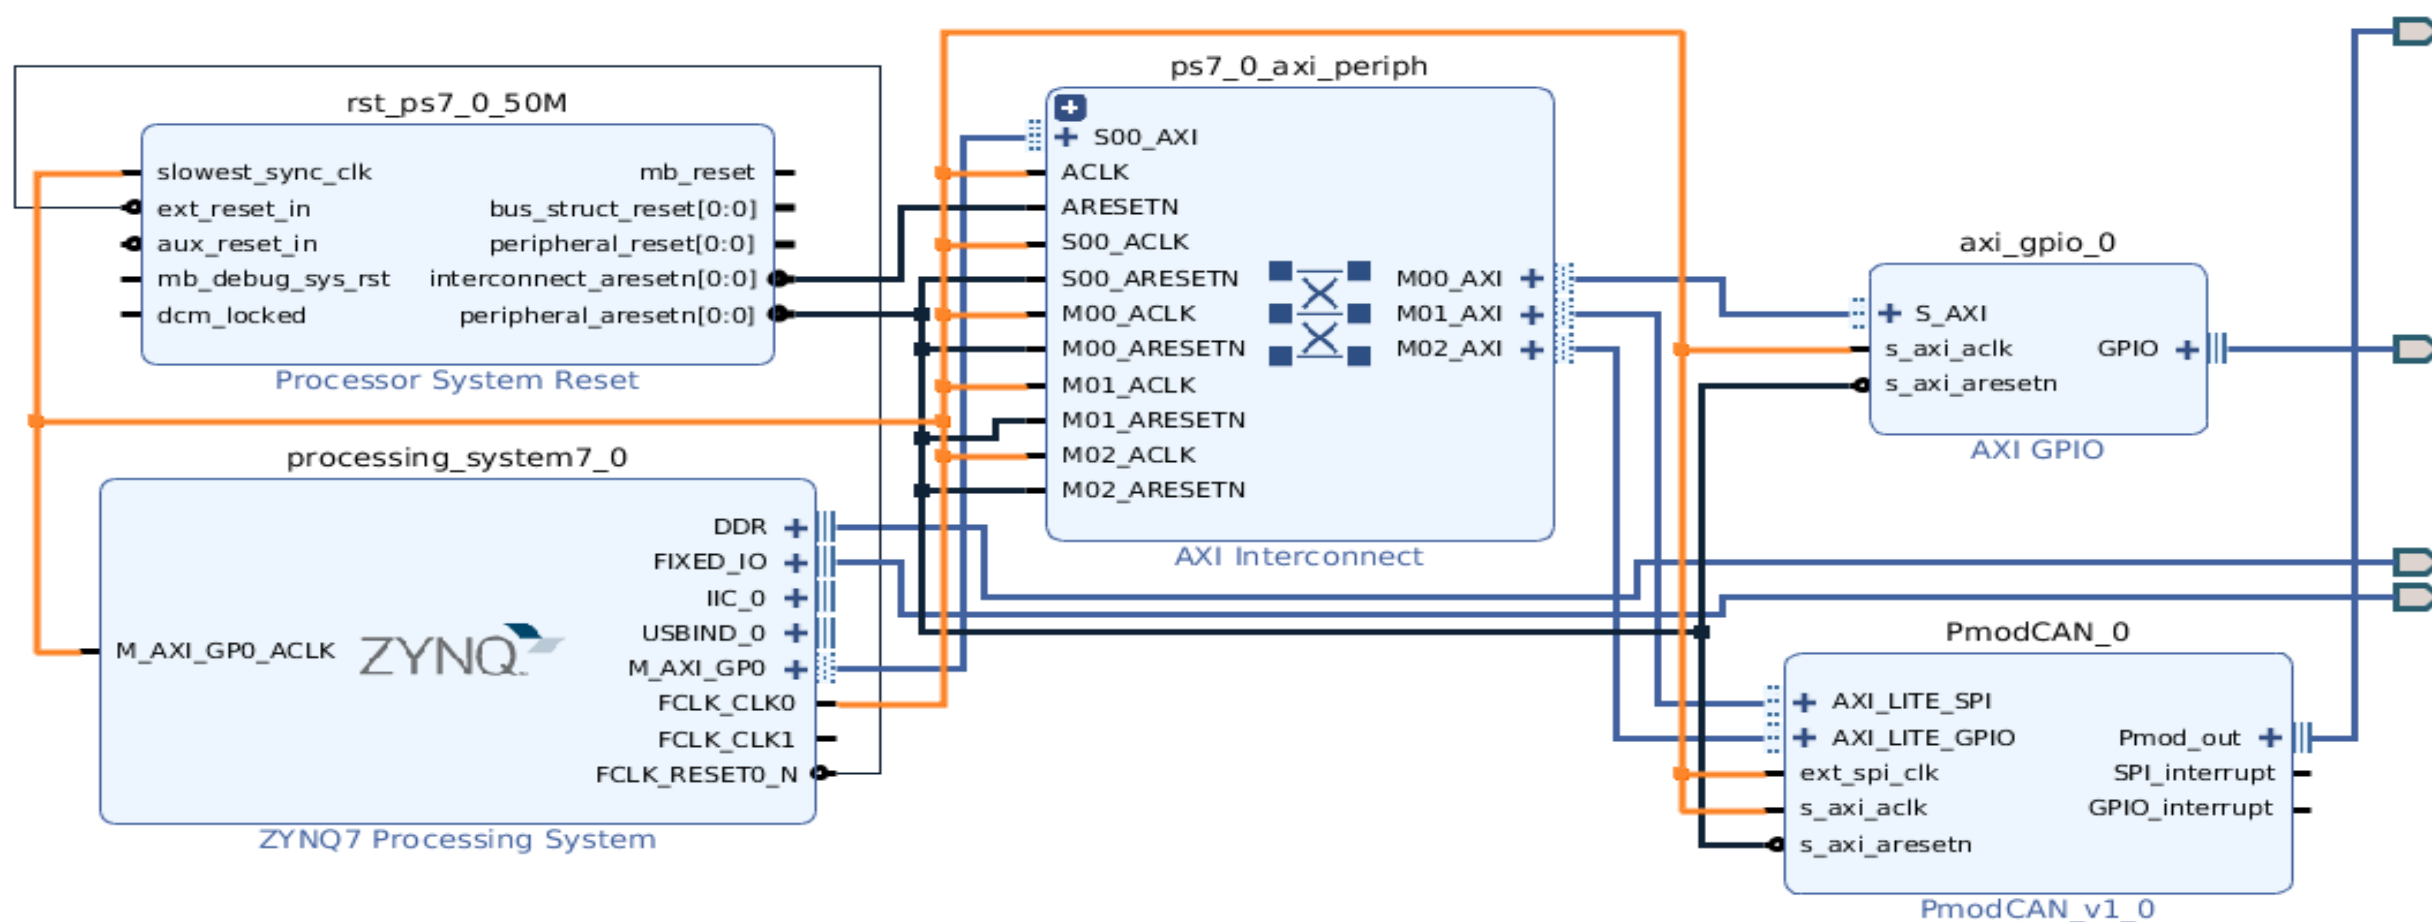 rst_ps7_0_50M
slowest_sync_clk
ext_reset_in
aux_reset_in
mb_debug_sys_rst
dcm_locked
mb_reset
bus_struct_reset[0:0]
peripheral_reset[0:0]
interconnect_aresetn[0:0]
peripheral_aresetn[0:0]
Processor System Reset
processing_system7_0
M_AXI_GP0_ACLK
ZYNQ
DDR
FIXED_IO
IIC_0
USBIND_0
M_AXI_GP0
FCLK_CLK0
FCLK_CLK1
FCLK_RESET0_N
ZYNQ7 Processing System
ps7_0_axi_periph
S00_AXI
ACLK
ARESETN
S00_ACLK
S00_ARESETN
M00_ACLK
M00_ARESETN
M01_ACLK
M01_ARESETN
M02_ACLK
M02_ARESETN
M00_AXI
M01_AXI
M02_AXI
AXI Interconnect
axi_gpio_0
S_AXI
s_axi_aclk
s_axi_aresetn
GPIO
AXI GPIO
PmodCAN_0
AXI_LITE_SPI
AXI_LITE_GPIO
ext_spi_clk
s_axi_aclk
s_axi_aresetn
Pmod_out
SPI_interrupt
GPIO_interrupt
PmodCAN_v1_0